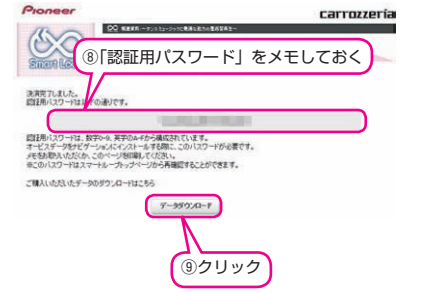 Pioneer
carrozzeria
Smart Lo
⑧「認証用パスワード」をメモしておく
決済完了しました。
認証用パスワードは以下の通りです。
認証用パスワードは、数字0-9、英字のA-Fから構成されています。
オービスデータをナビゲーションにインストールする際に、このパスワードが必要です。
メモをお取りいただくか、このページを印刷してください。
※このパスワードはスマートループトップページから再確認することができます。
ご購入いただいたデータのダウンロードはこちら
データダウンロード
⑨クリック